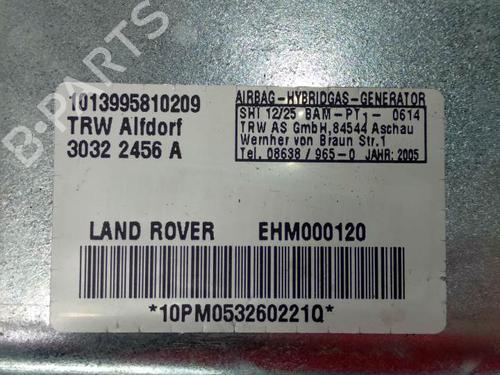 B-PARTS
1013995810209
TRW Alfdorf
3032 2456 A
AIRBAG-HYBRIDGAS-GENERATOR
SHI 12/25 BAM-PT1- 0614
TRW AS GmbH,84544 Aschau
Wernher von Braun Str.1
Tel. 08638 / 965-0 JAHR: 2005
LAND ROVER EHM000120
*10PM053260221Q*